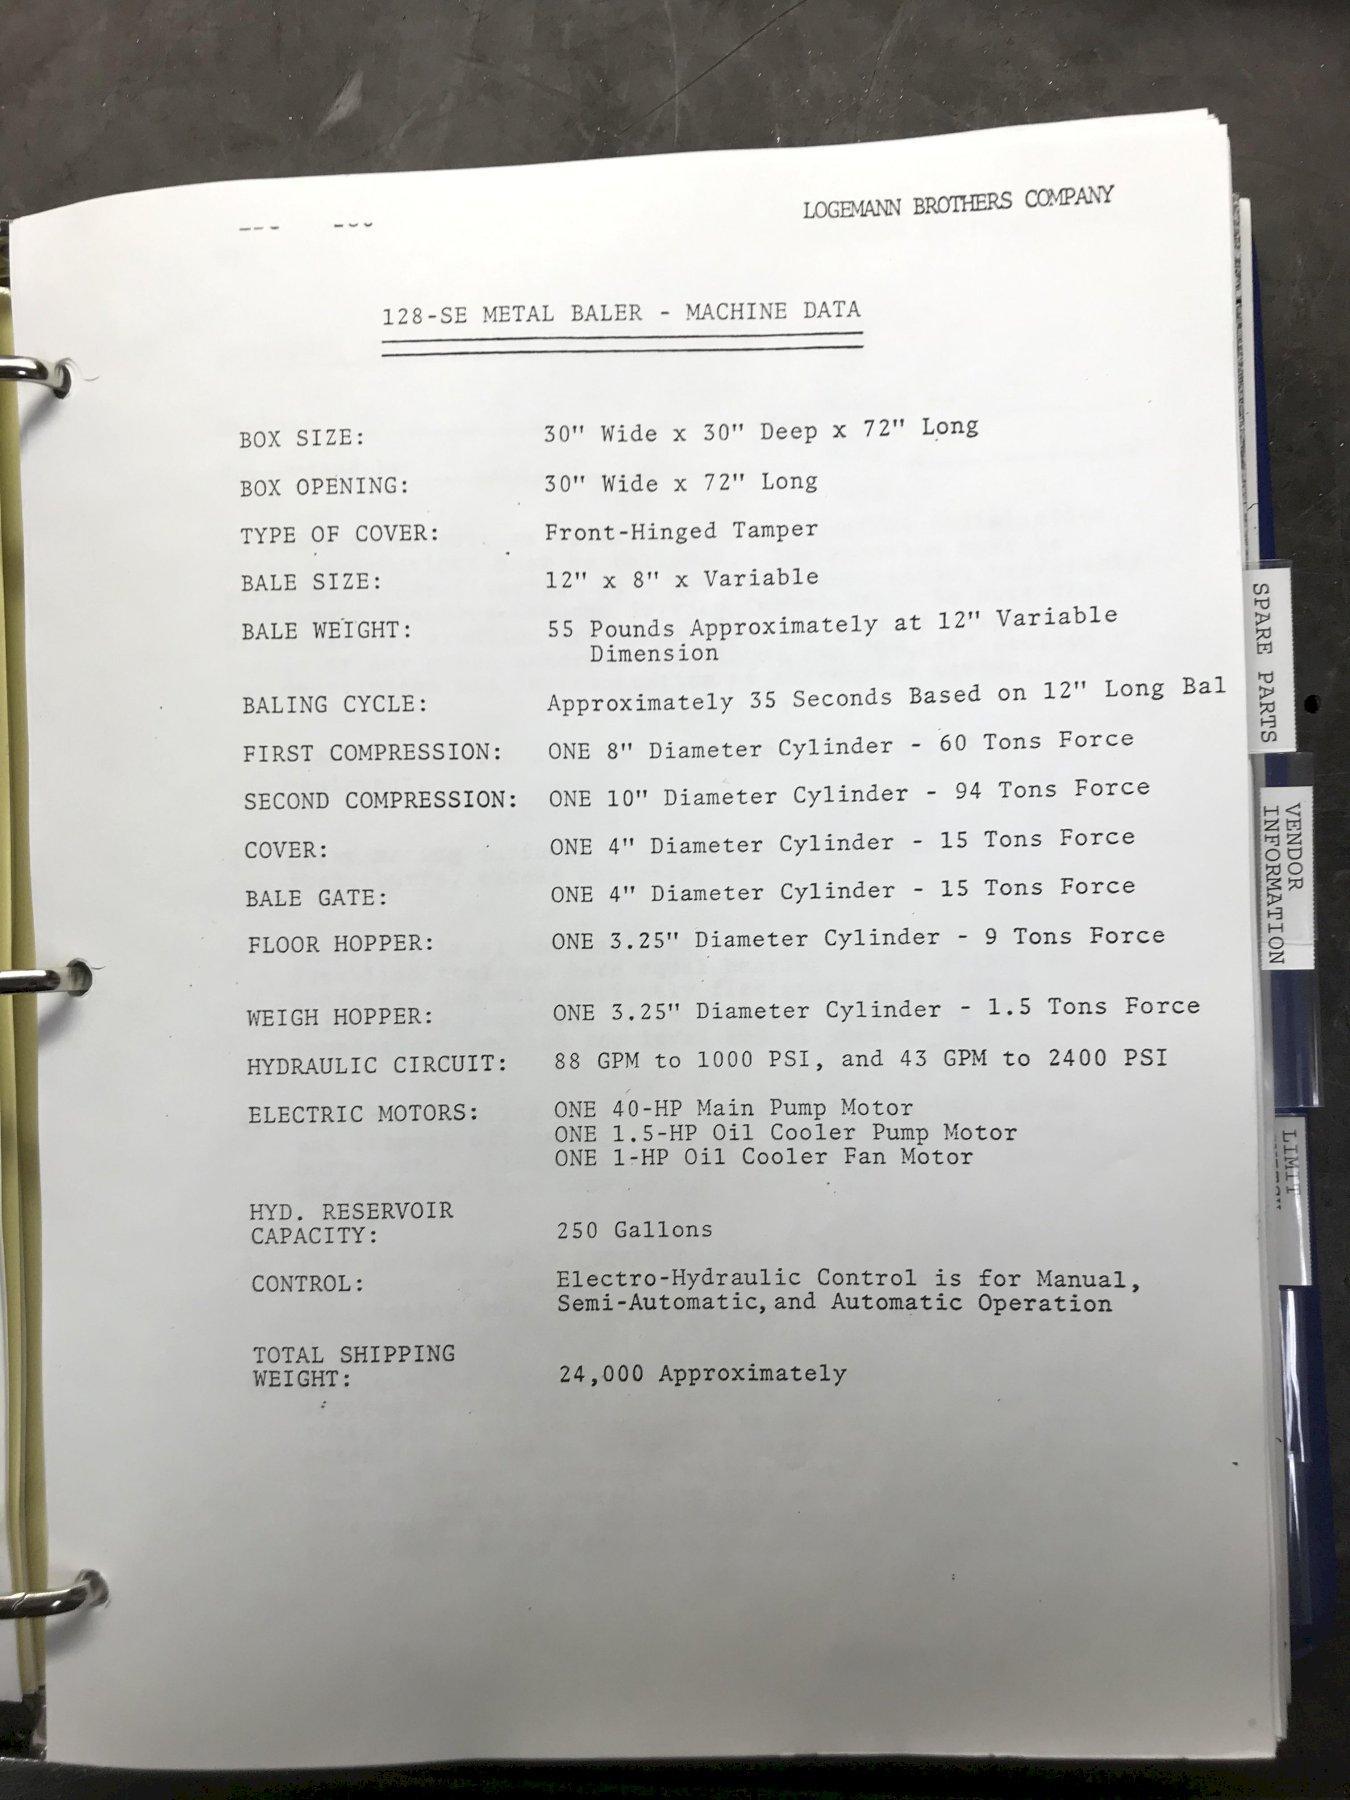 LOGEMANN BROTHERS COMPANY
128-SE METAL BALER - MACHINE DATA
BOX SIZE: 30" Wide x 30" Deep x 72" Long
BOX OPENING: 30" Wide x 72" Long
TYPE OF COVER: Front-Hinged Tamper
BALE SIZE: 12" x 8" x Variable
BALE WEIGHT: 55 Pounds Approximately at 12" Variable
Dimension
BALING CYCLE: Approximately 35 Seconds Based on 12" Long Bal
FIRST COMPRESSION: ONE 8" Diameter Cylinder - 60 Tons Force
SECOND COMPRESSION: ONE 10" Diameter Cylinder - 94 Tons Force
COVER: ONE 4" Diameter Cylinder - 15 Tons Force
BALE GATE: ONE 4" Diameter Cylinder - 15 Tons Force
FLOOR HOPPER: ONE 3.25" Diameter Cylinder - 9 Tons Force
WEIGH HOPPER: ONE 3.25" Diameter Cylinder - 1.5 Tons Force
HYDRAULIC CIRCUIT: 88 GPM to 1000 PSI, and 43 GPM to 2400 PSI
ELECTRIC MOTORS: ONE 40-HP Main Pump Motor
ONE 1.5-HP Oil Cooler Pump Motor
ONE 1-HP Oil Cooler Fan Motor
HYD. RESERVOIR
CAPACITY: 250 Gallons
CONTROL: Electro-Hydraulic Control is for Manual,
Semi-Automatic, and Automatic Operation
TOTAL SHIPPING
WEIGHT: 24,000 Approximately
SPARE PARTS
VENDOR
INFORMATION
LIMIT